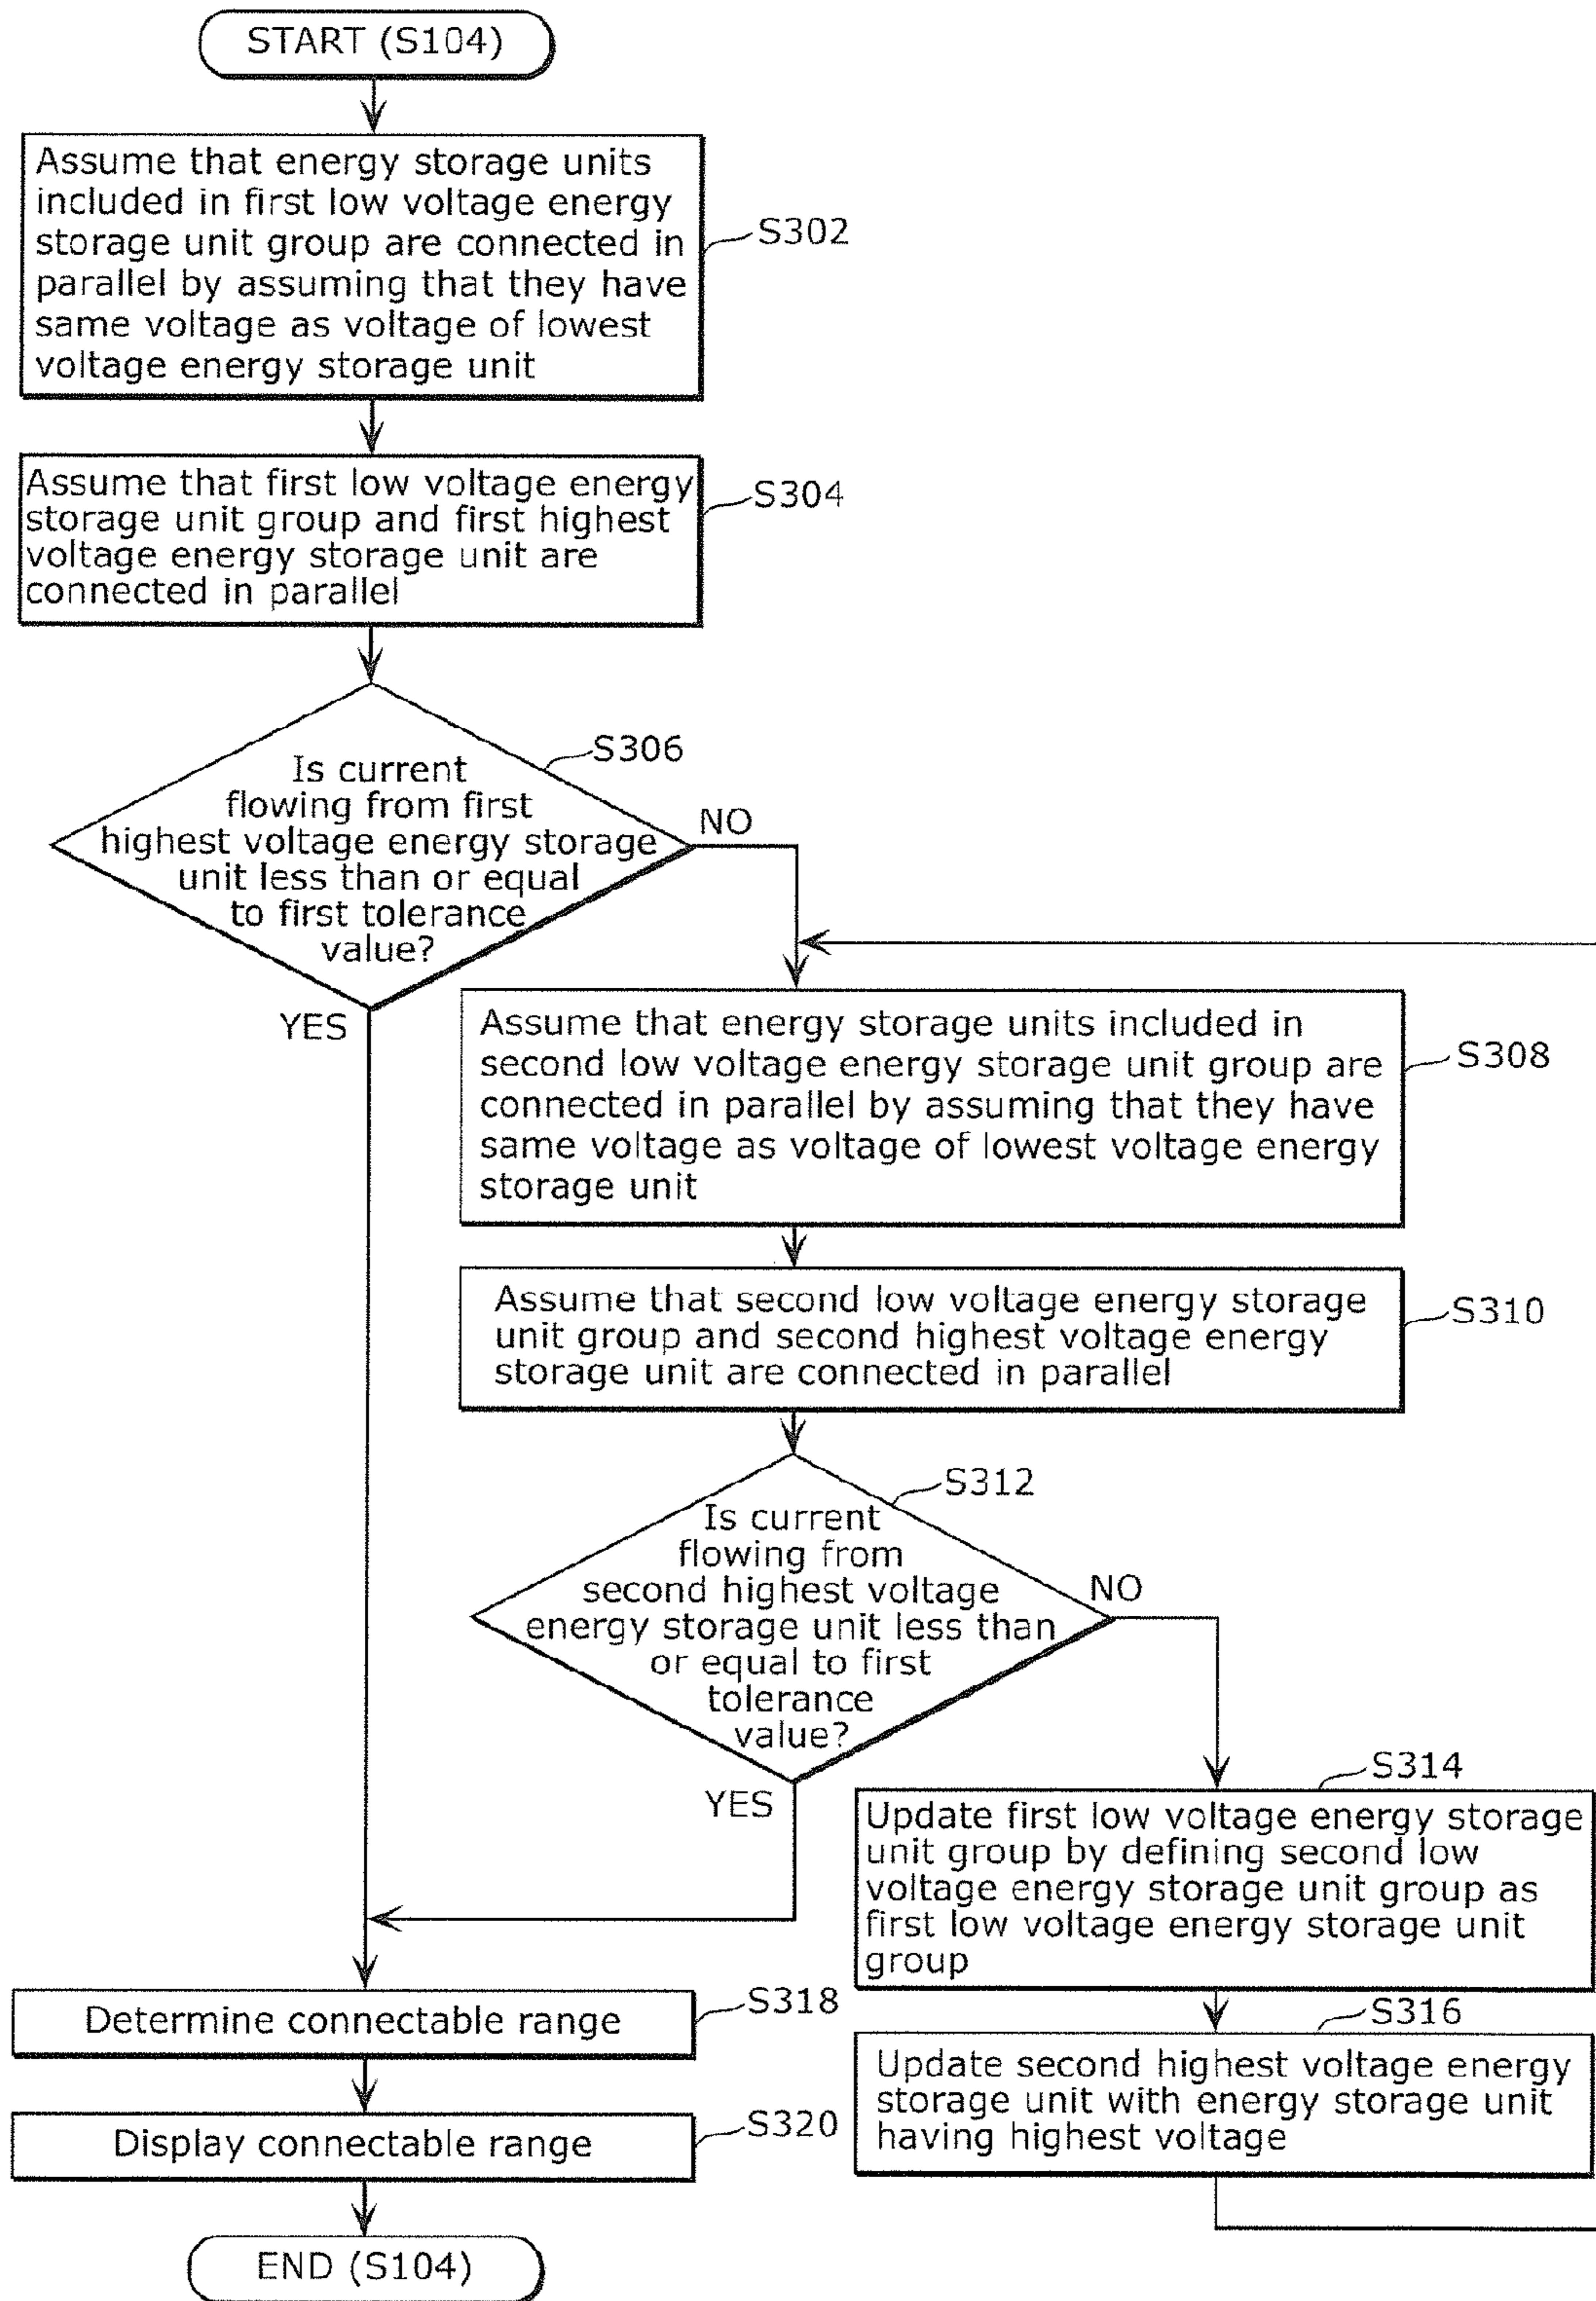 START (S104)
Assume that energy storage units
included in first low voltage energy
storage unit group are connected in
parallel by assuming that they have
same voltage as voltage of lowest
voltage energy storage unit
S302
Assume that first low voltage energy
storage unit group and first highest
voltage energy storage unit are
connected in parallel
S304
Is current
flowing from first
highest voltage energy storage
unit less than or equal
to first tolerance
value?
S306
NO
YES
Assume that energy storage units included in
second low voltage energy storage unit group are
connected in parallel by assuming that they have
same voltage as voltage of lowest voltage energy
storage unit
S308
Assume that second low voltage energy storage
unit group and second highest voltage energy
storage unit are connected in parallel
S310
Is current
flowing from
second highest voltage
energy storage unit less than
or equal to first
tolerance
value?
S312
NO
YES
S314
Update first low voltage energy storage
unit group by defining second low
voltage energy storage unit group as
first low voltage energy storage unit
group
S316
Update second highest voltage energy
storage unit with energy storage unit
having highest voltage
Determine connectable range
S318
Display connectable range
S320
END (S104)